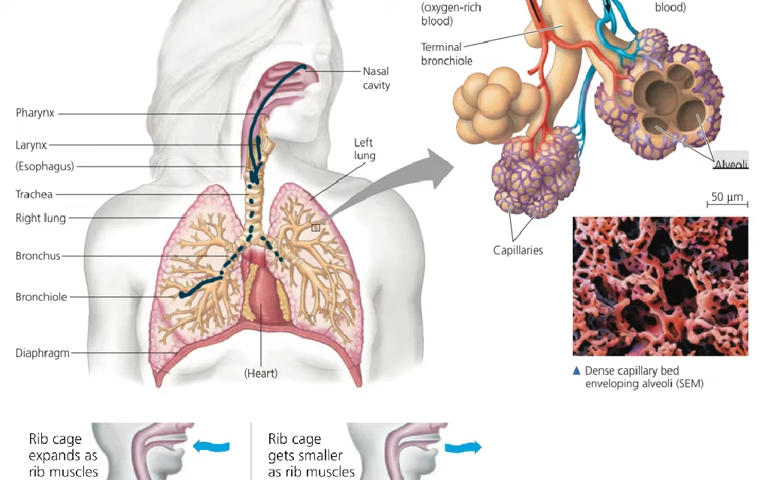 (oxygen-rich
blood)
blood)
Terminal
bronchiole
Nasal
cavity
Pharynx
Larynx
(Esophagus)
Left
lung
Alveoli
Trachea
50 µm
Right lung
Capillaries
Bronchus
Bronchiole
Diaphragm
(Heart)
▲ Dense capillary bed
enveloping alveoli (SEM)
Rib cage
expands as
rib muscles
Rib cage
gets smaller
as rib muscles